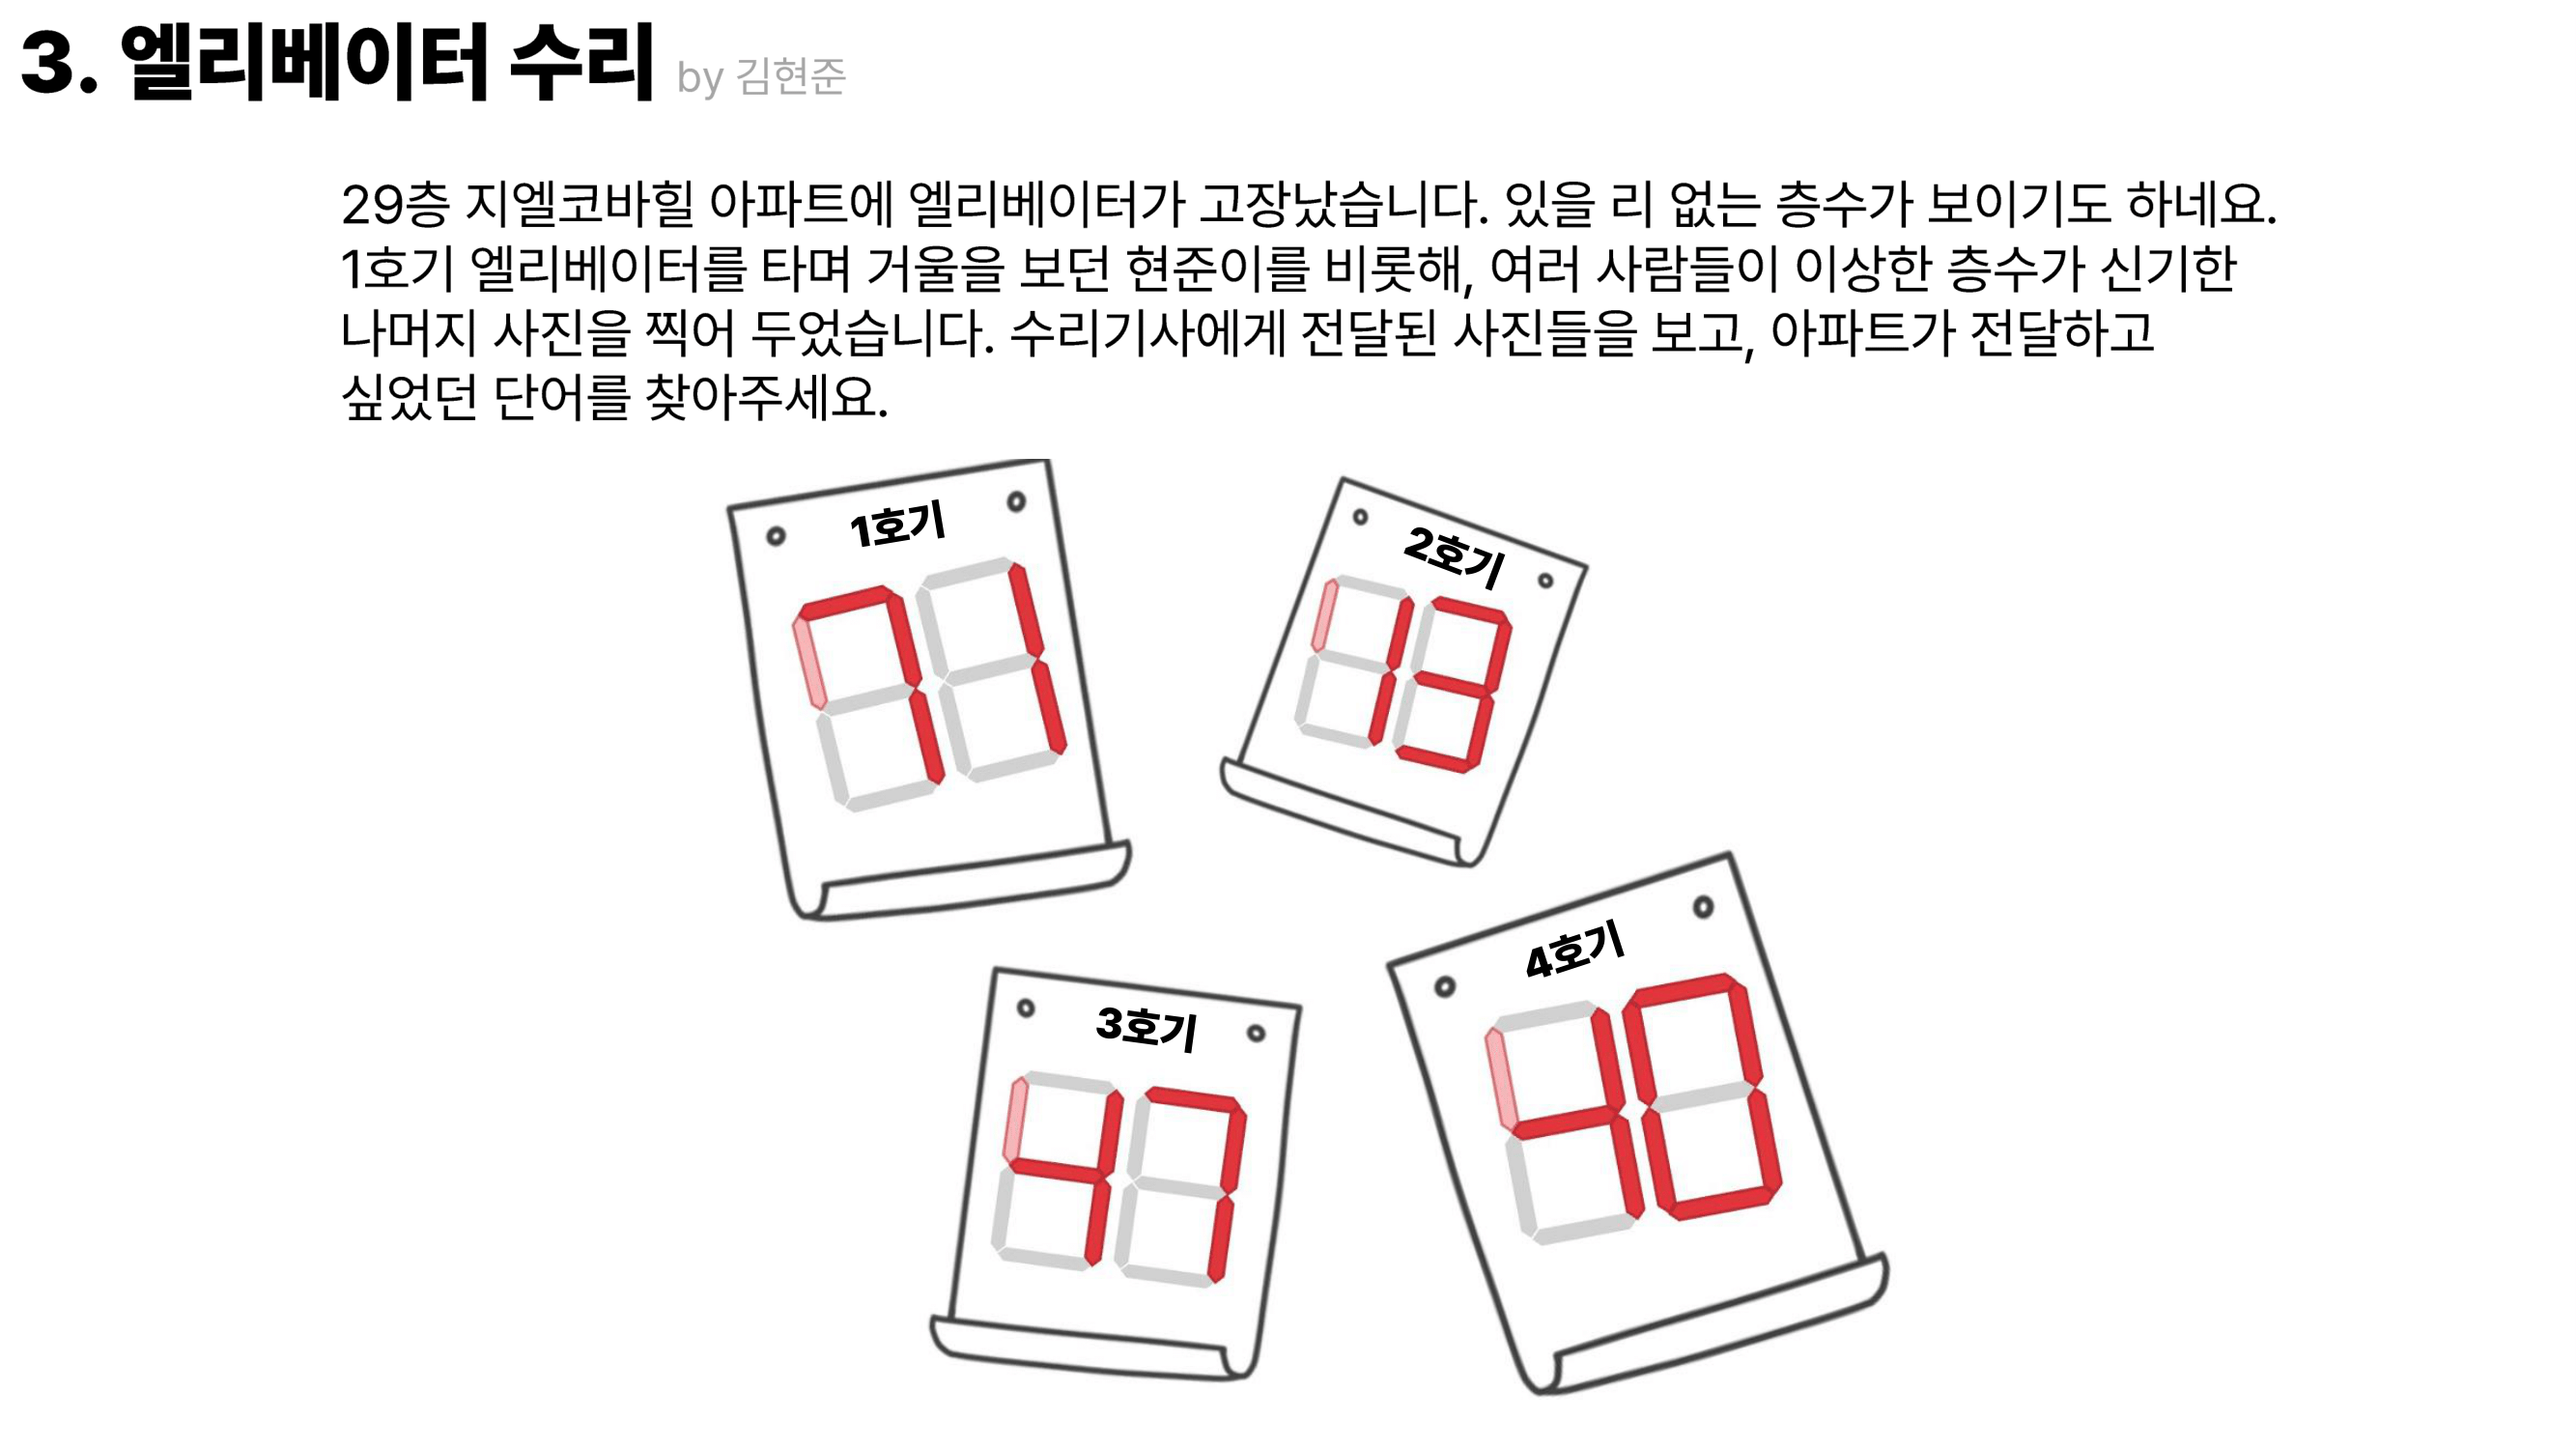 3. 엘리베이터 수리 by 김현준
29층 지엘코바힐 아파트에 엘리베이터가 고장났습니다. 있을 리 없는 층수가 보이기도 하네요.
1호기 엘리베이터를 타며 거울을 보던 현준이를 비롯해, 여러 사람들이 이상한 층수가 신기한
나머지 사진을 찍어 두었습니다. 수리기사에게 전달된 사진들을 보고, 아파트가 전달하고
싶었던 단어를 찾아주세요.
1호기
2호기
3호기
4호기